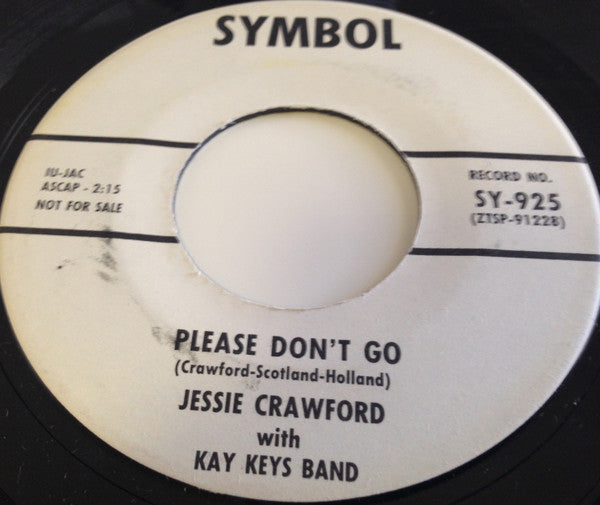 SYMBOL
JU-JAC
ASCAP - 2:15
NOT FOR SALE
RECORD NO.
SY-925
(ZTSP-91228)
PLEASE DON'T GO
(Crawford-Scotland-Holland)
JESSIE CRAWFORD
with
KAY KEYS BAND